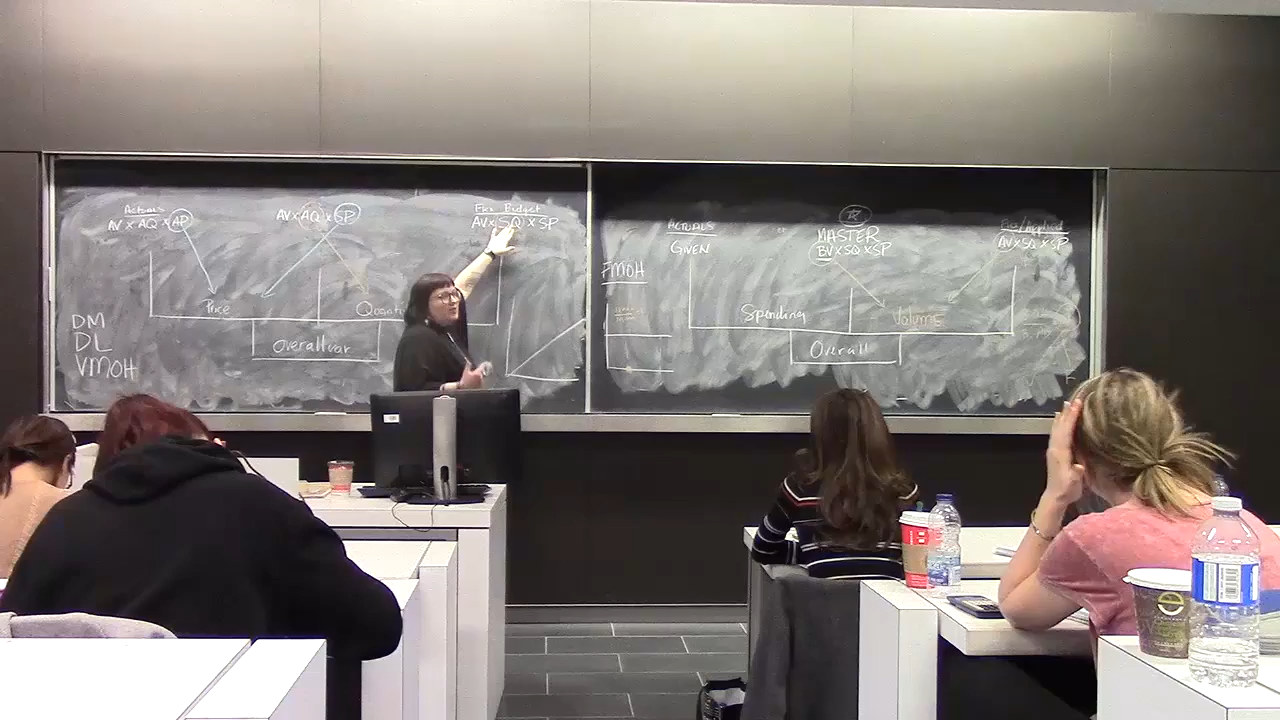 Actuals
AV × AQ × AP
AV × AQ × SP
Flex Budget
AV × SQ × SP
Price
Overall var
DM
DL
VMOH
ACTUALS
GIVEN
MASTER
BV × SQ × SP
Flex/Applied
AV × SQ × SP
FMOH
Spending
Volume
Overall